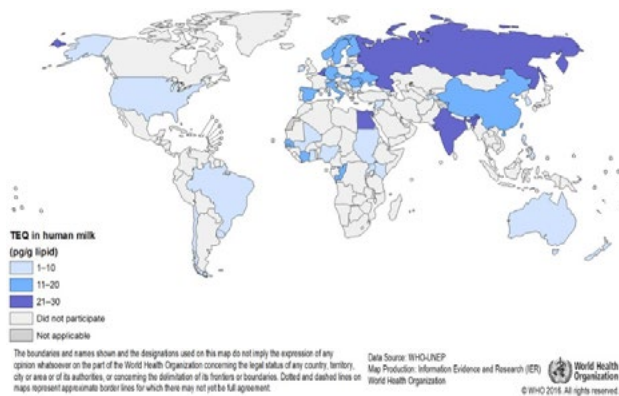 TEQ in human milk
(pg/g lipid)
1–10
11–20
21–30
Did not participate
Not applicable
The boundaries and names shown and the designations used on this map do not imply the expression of any
opinion whatsoever on the part of the World Health Organization concerning the legal status of any country, territory,
city or area or of its authorities, or concerning the delimitation of its frontiers or boundaries. Dotted and dashed lines on
maps represent approximate border lines for which there may not yet be full agreement.
Data Source: WHO-UNEP
Map Production: Information Evidence and Research (IER)
World Health Organization
World Health
Organization
© WHO 2016. All rights reserved.